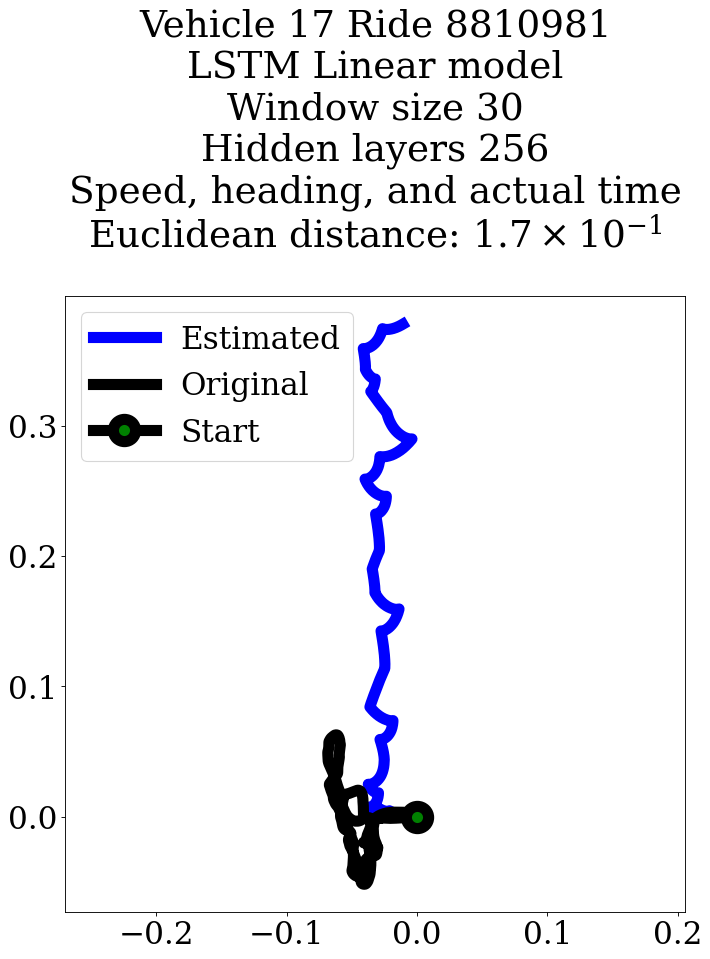 Vehicle 17 Ride 8810981
LSTM Linear model
Window size 30
Hidden layers 256
Speed, heading, and actual time
Euclidean distance: 1.7 × 10⁻¹
Estimated
Original
Start
0.3
0.2
0.1
0.0
−0.2 −0.1 0.0 0.1 0.2